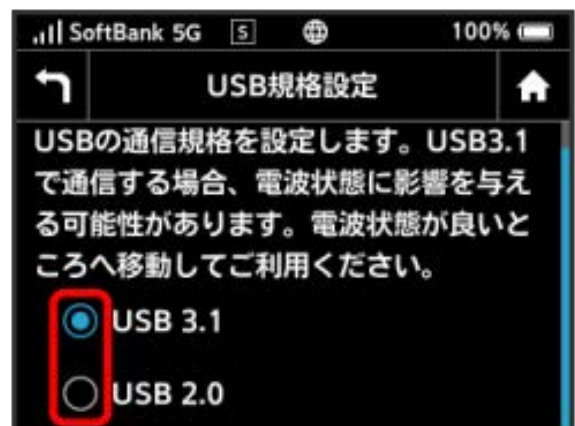 SoftBank 5G S 100%
USB規格設定
USBの通信規格を設定します。USB3.1
で通信する場合、電波状態に影響を与え
る可能性があります。電波状態が良いと
ころへ移動してご利用ください。
USB 3.1
USB 2.0